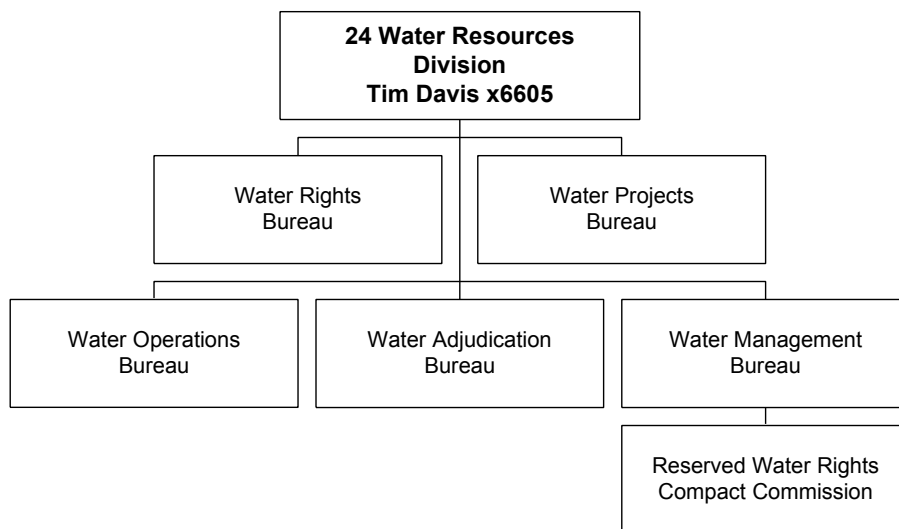 24 Water Resources
Division
Tim Davis x6605
Water Rights
Bureau
Water Projects
Bureau
Water Operations
Bureau
Water Adjudication
Bureau
Water Management
Bureau
Reserved Water Rights
Compact Commission